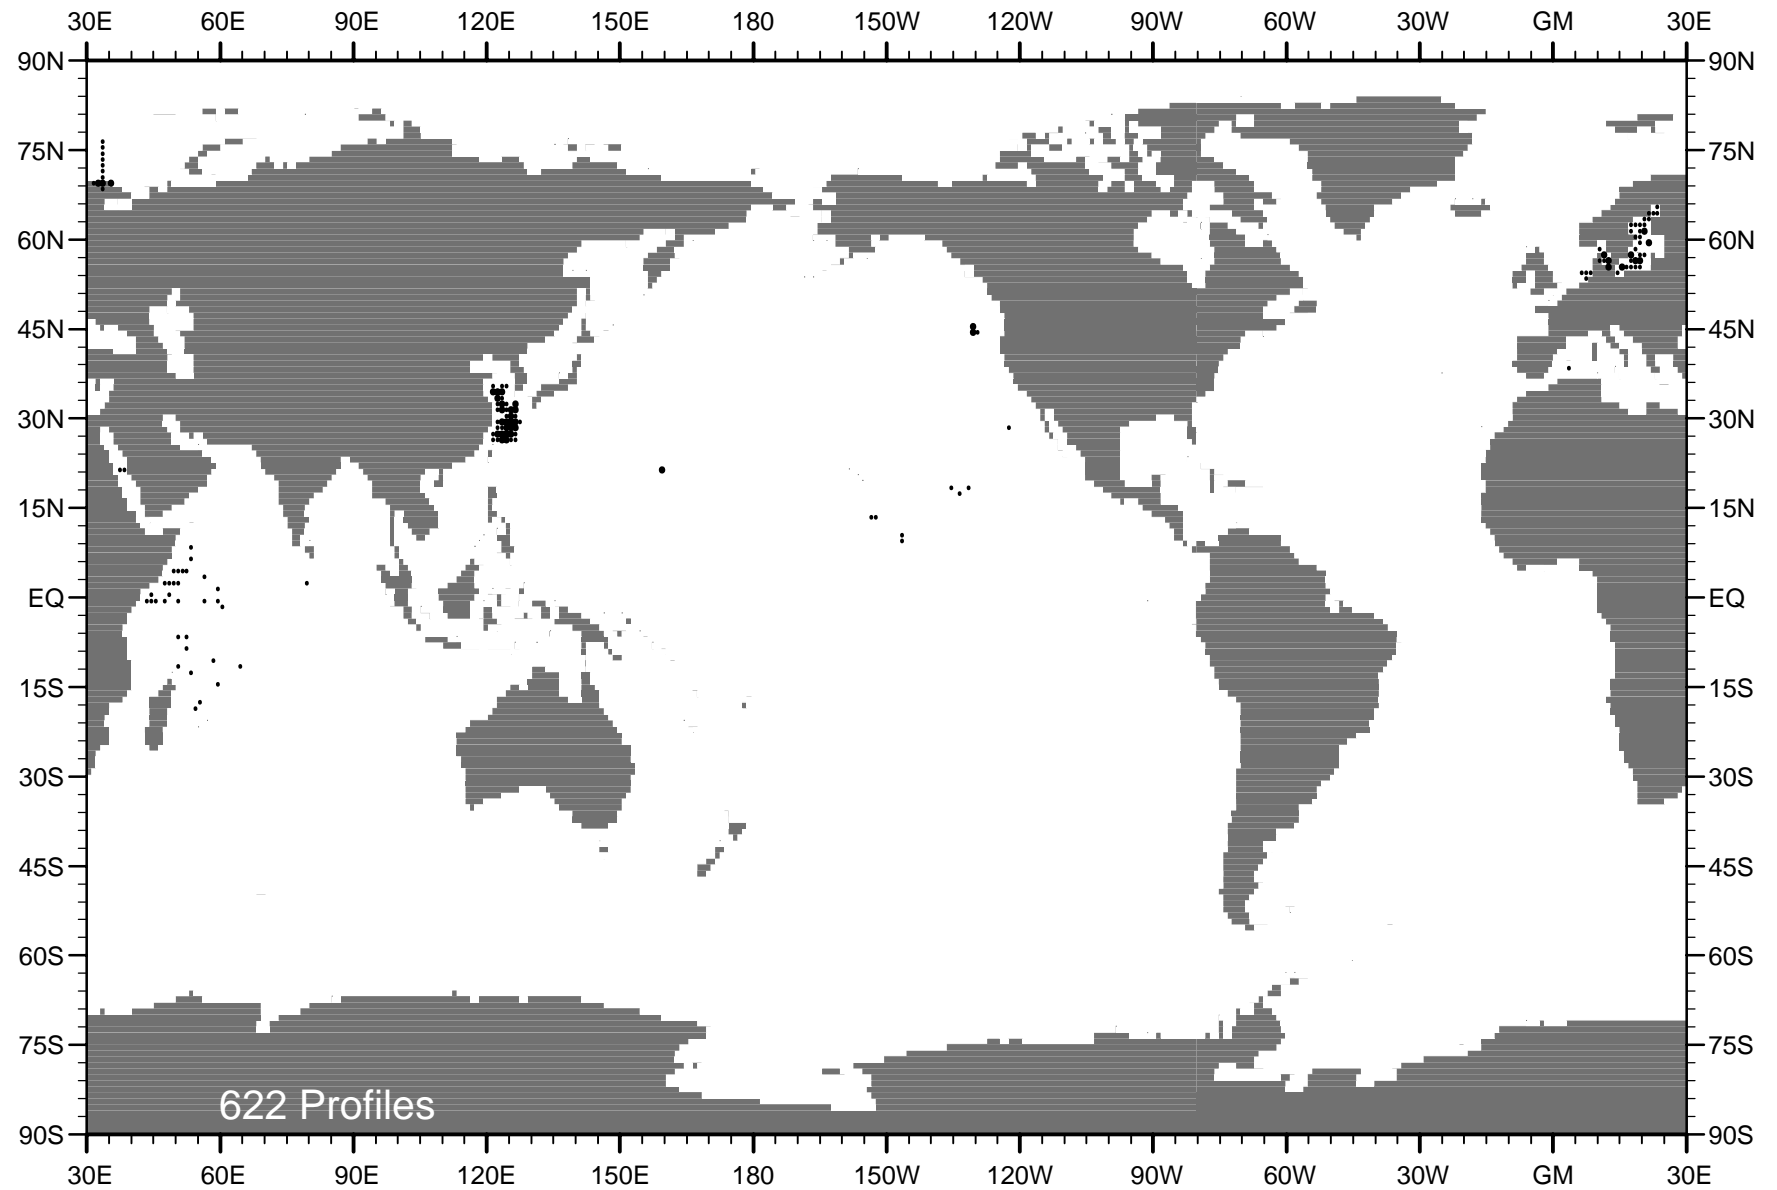 30E 60E 90E 120E 150E 180 150W 120W 90W 60W 30W GM 30E
90N 90N
75N 75N
60N 60N
45N 45N
30N 30N
15N 15N
EQ EQ
15S 15S
30S 30S
45S 45S
60S 60S
75S 75S
622 Profiles
90S 90S
30E 60E 90E 120E 150E 180 150W 120W 90W 60W 30W GM 30E